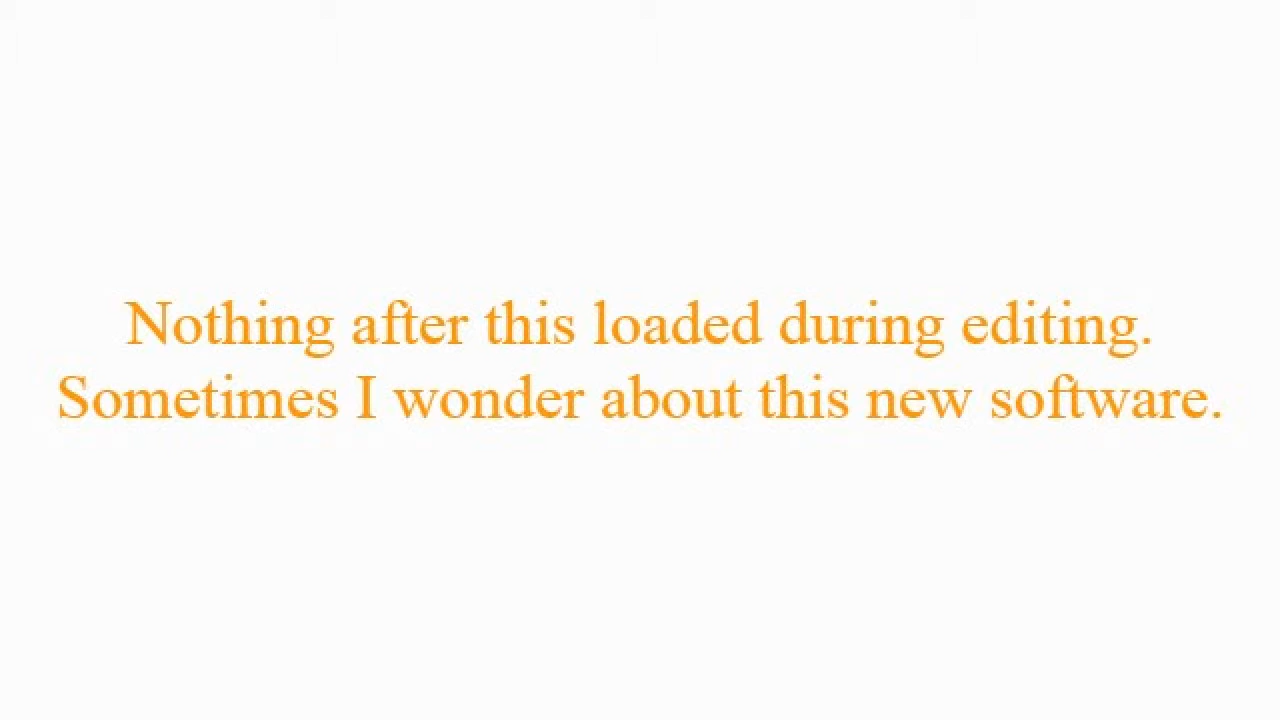 Nothing after this loaded during editing.
Sometimes I wonder about this new software.